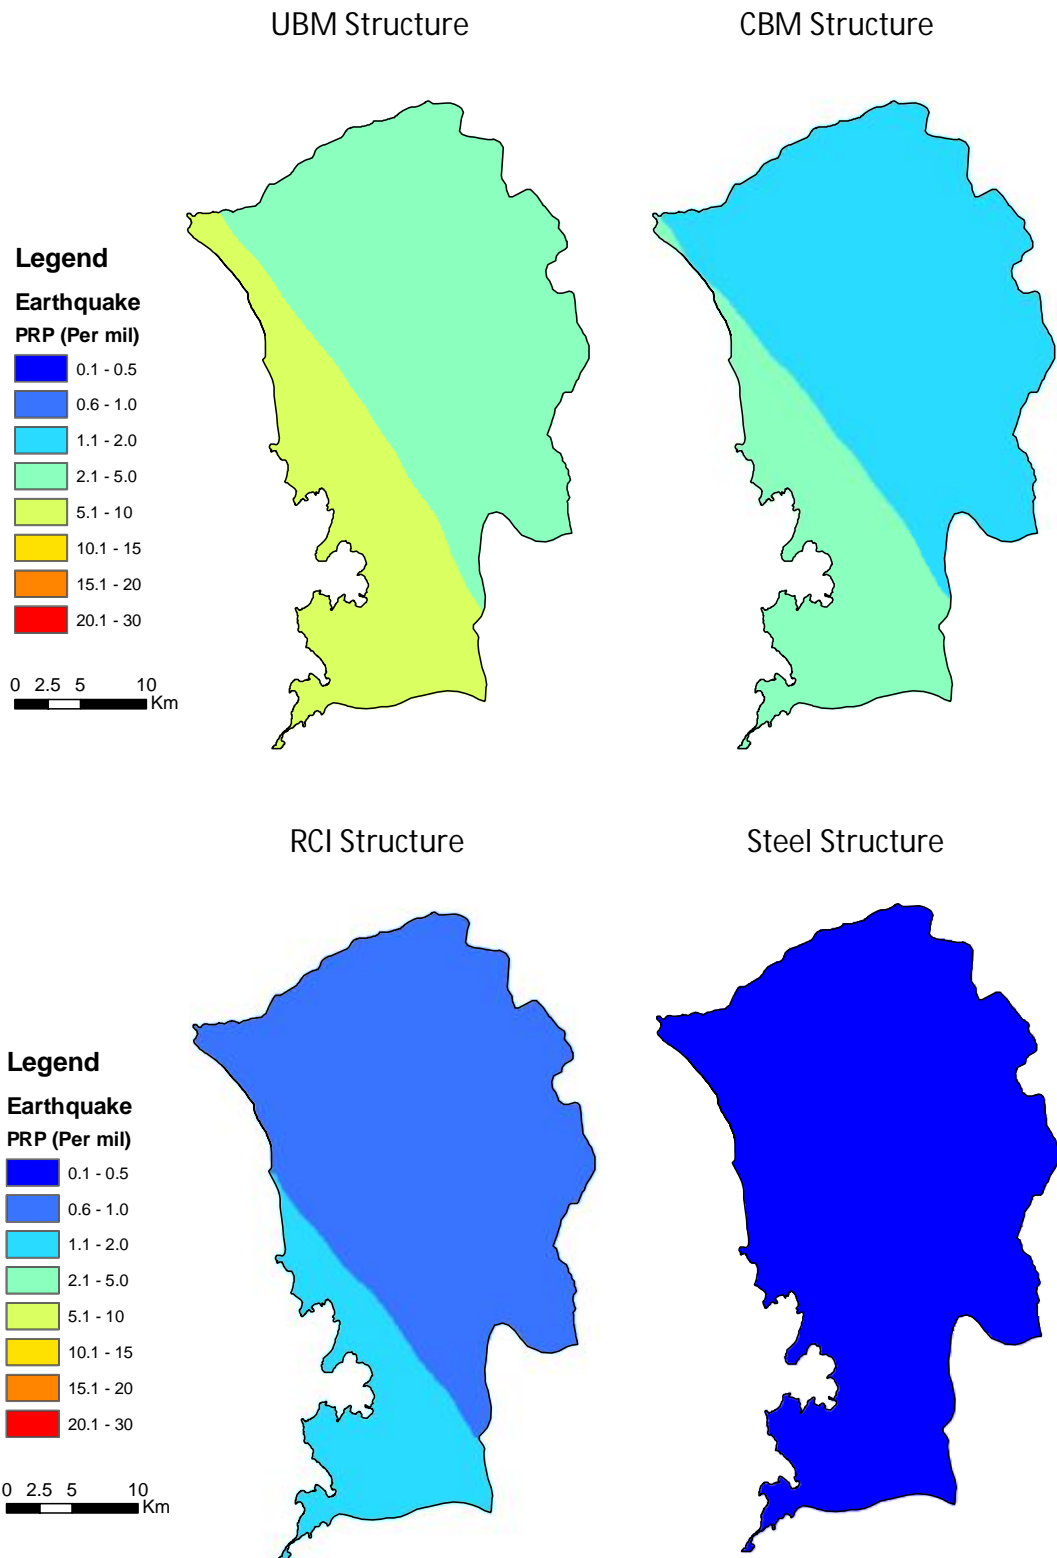 UBM Structure
CBM Structure
Legend
Earthquake
PRP (Per mil)
0.1 - 0.5
0.6 - 1.0
1.1 - 2.0
2.1 - 5.0
5.1 - 10
10.1 - 15
15.1 - 20
20.1 - 30
0 2.5 5 10
Km
RCI Structure
Steel Structure
Legend
Earthquake
PRP (Per mil)
0.1 - 0.5
0.6 - 1.0
1.1 - 2.0
2.1 - 5.0
5.1 - 10
10.1 - 15
15.1 - 20
20.1 - 30
0 2.5 5 10
Km